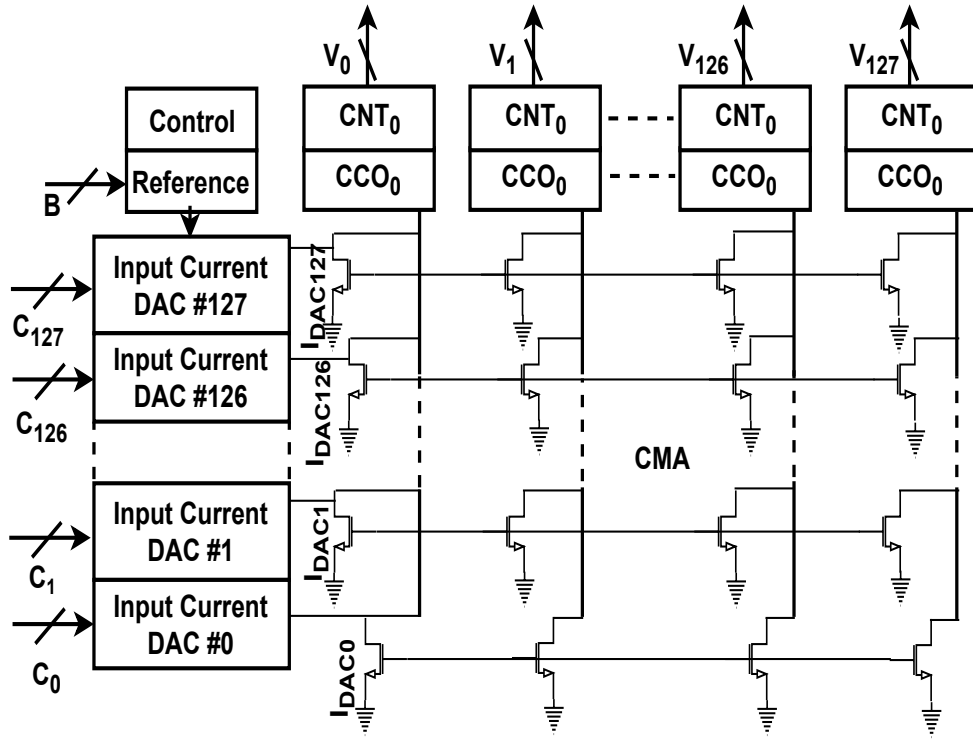 V0 V1 V126 V127
Control CNT0 CNT0 CNT0 CNT0
B Reference CCO0 CCO0 CCO0 CCO0
Input Current
DAC #127
C127
IDAC127
Input Current
DAC #126
C126
IDAC126
CMA
Input Current
DAC #1
C1
IDAC1
Input Current
DAC #0
C0
IDAC0